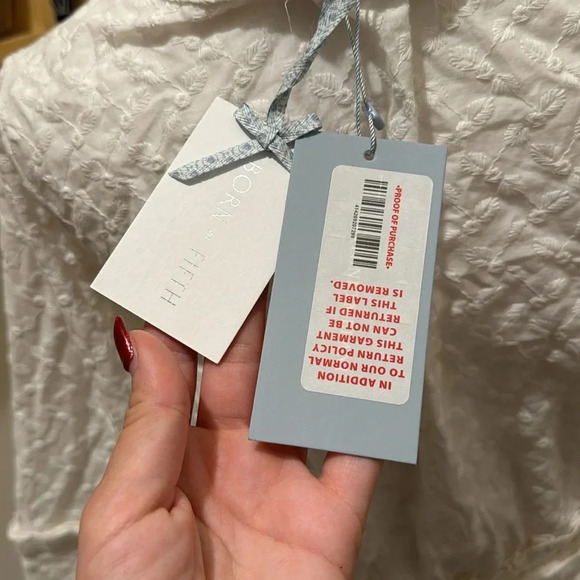 BORN on FIFTH
•PROOF OF PURCHASE•
IN ADDITION
TO OUR NORMAL
RETURN POLICY
THIS GARMENT
CAN NOT BE
RETURNED IF
THIS LABEL
IS REMOVED.